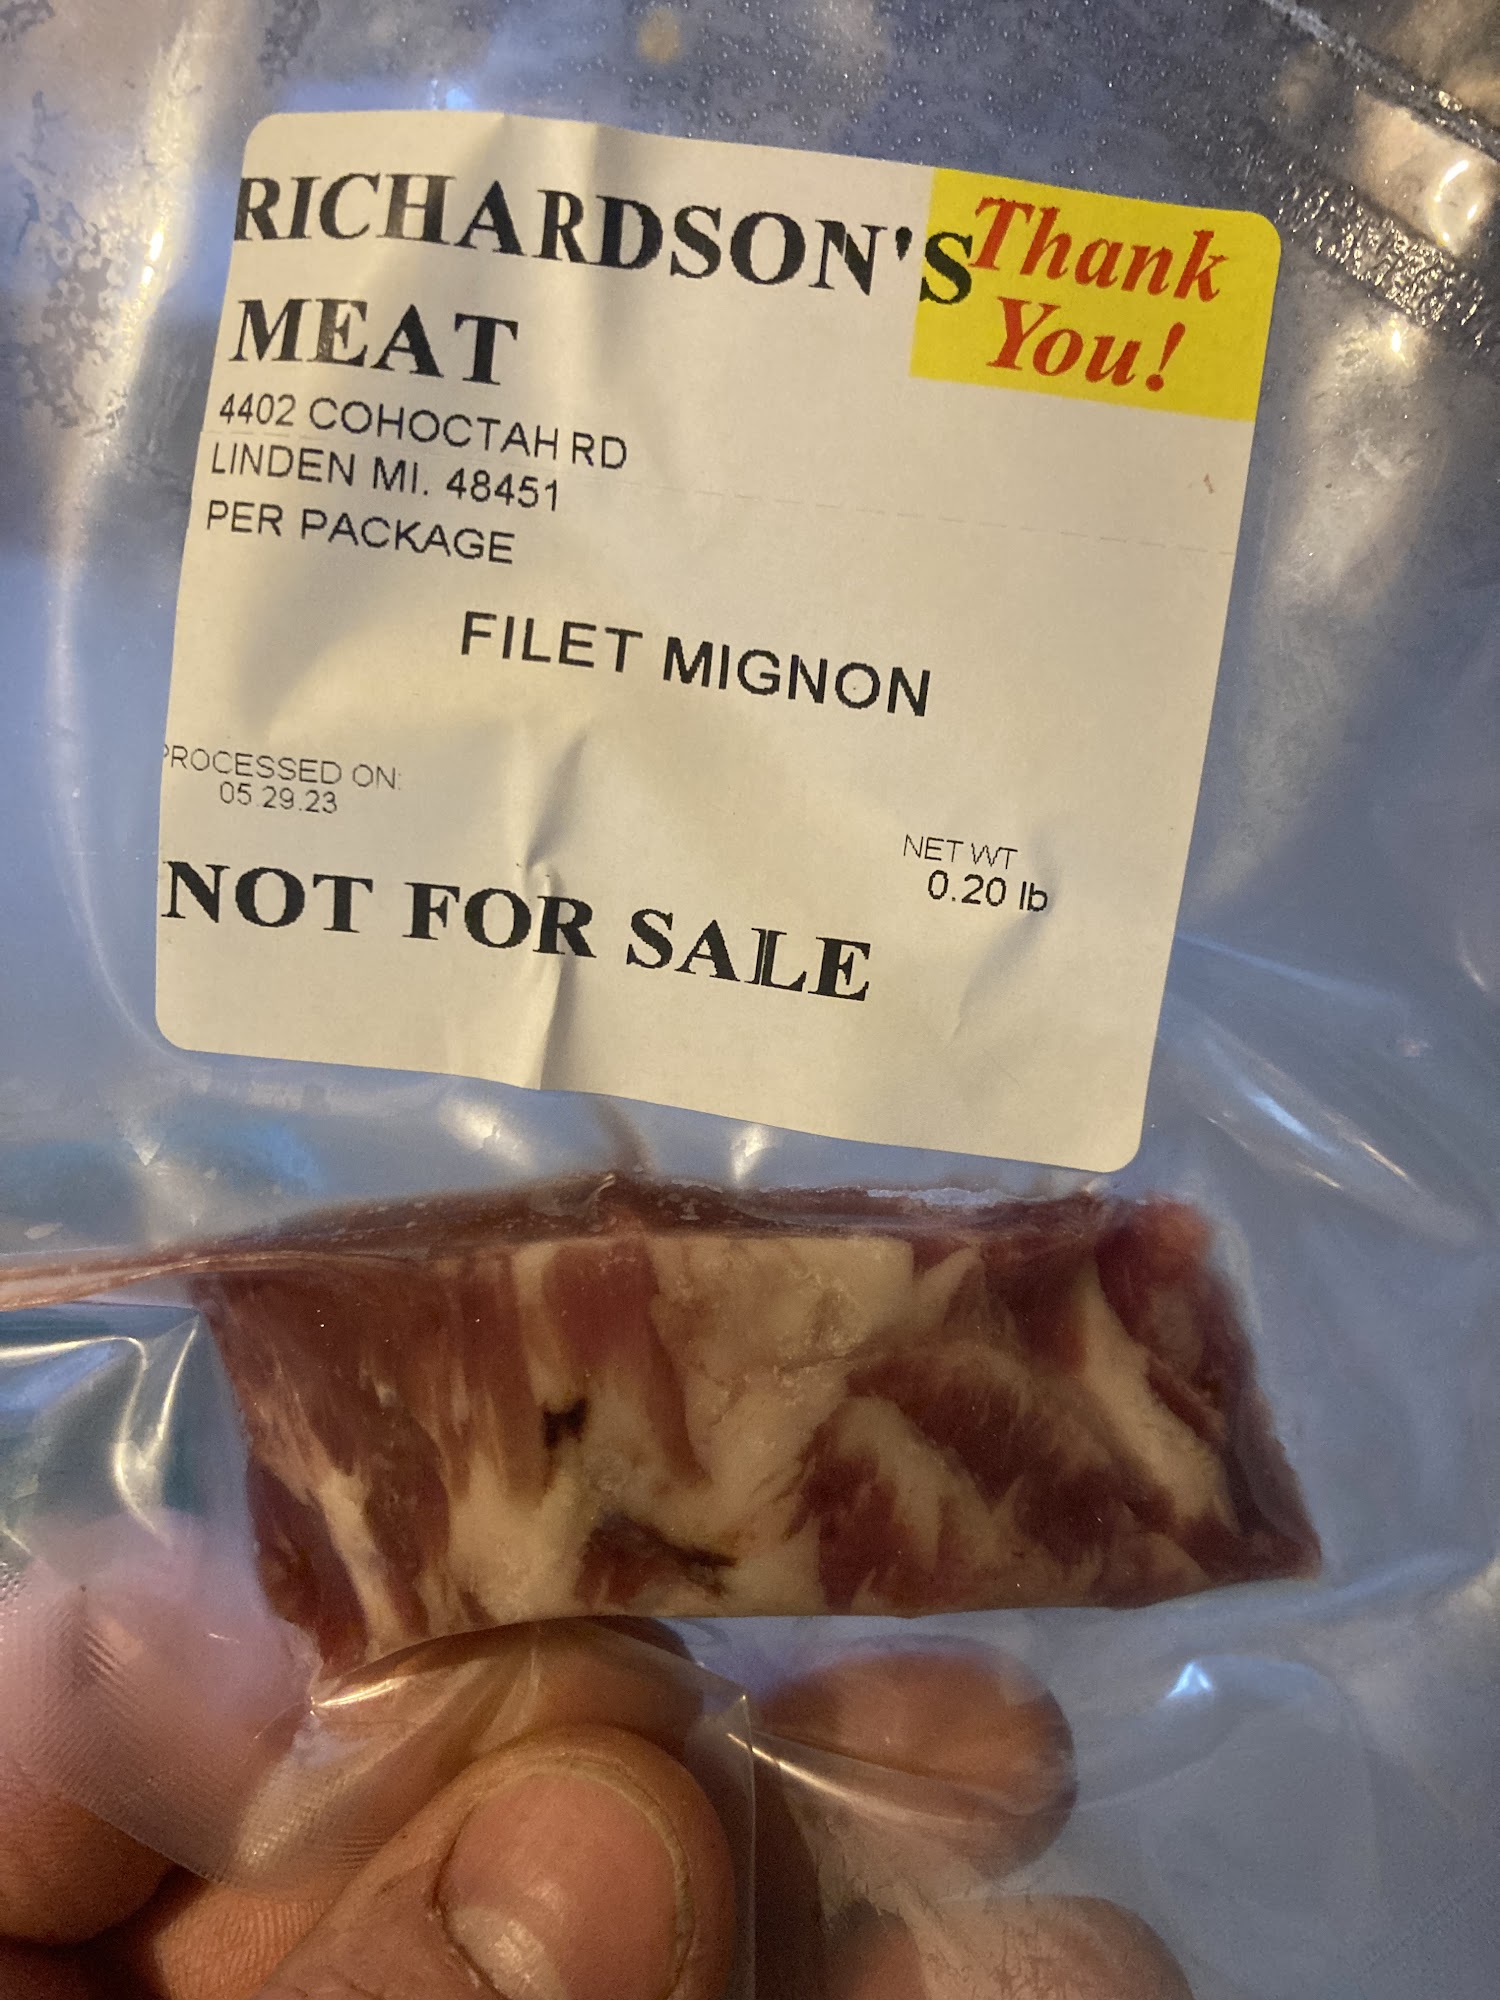 RICHARDSON'S
Thank
You!
MEAT
4402 COHOCTAH RD
LINDEN MI. 48451
PER PACKAGE
FILET MIGNON
PROCESSED ON:
05.29.23
NET WT
0.20 lb
NOT FOR SALE